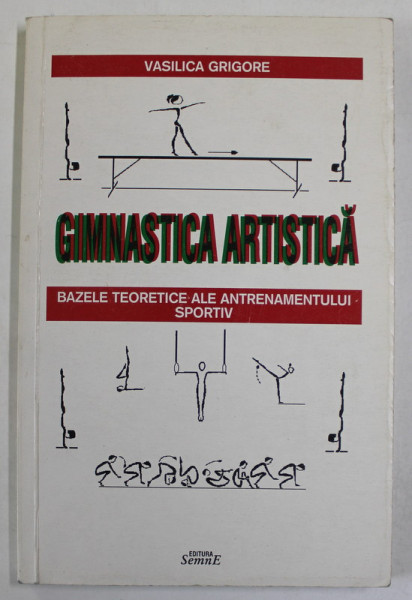 VASILICA GRIGORE
GIMNASTICA ARTISTICĂ
BAZELE TEORETICE ALE ANTRENAMENTULUI
SPORTIV
EDITURA
SemnE